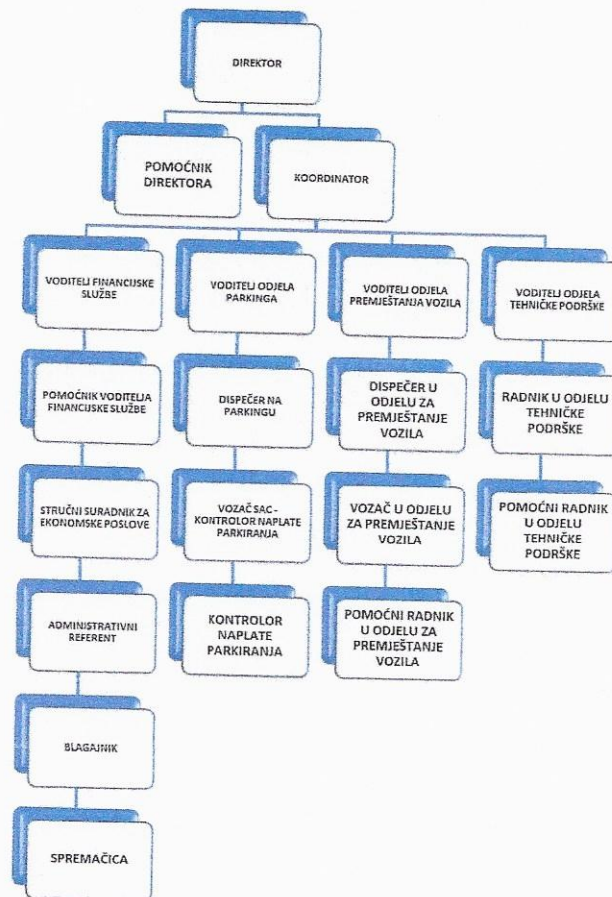 DIREKTOR
POMOĆNIK
DIREKTORA
KOORDINATOR
VODITELJ FINANCIJSKE
SLUŽBE
VODITELJ ODJELA
PARKINGA
VODITELJ ODJELA
PREMJEŠTANJA VOZILA
VODITELJ ODJELA
TEHNIČKE PODRŠKE
POMOĆNIK VODITELJA
FINANCIJSKE SLUŽBE
DISPEČER NA
PARKINGU
DISPEČER U
ODJELU ZA
PREMJEŠTANJE
VOZILA
RADNIK U ODJELU
TEHNIČKE
PODRŠKE
STRUČNI SURADNIK ZA
EKONOMSKE POSLOVE
VOZAČ SAC -
KONTROLOR NAPLATE
PARKIRANJA
VOZAČ U ODJELU
ZA PREMJEŠTANJE
VOZILA
POMOĆNI RADNIK
U ODJELU
TEHNIČKE
PODRŠKE
ADMINISTRATIVNI
REFERENT
KONTROLOR
NAPLATE
PARKIRANJA
POMOĆNI RADNIK
U ODJELU ZA
PREMJEŠTANJE
VOZILA
BLAGAJNIK
SPREMAČICA